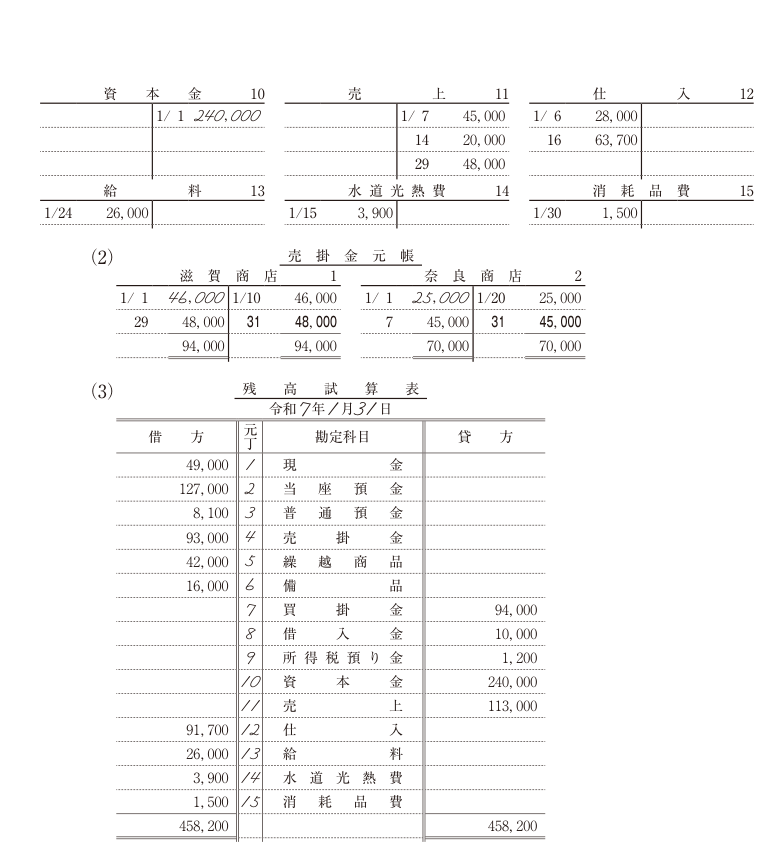 資本金 10　売上 11　仕入 12
1/ 1 240,000　1/ 7 45,000　1/ 6 28,000
14 20,000　16 63,700
29 48,000
給料 13　水道光熱費 14　消耗品費 15
1/24 26,000　1/15 3,900　1/30 1,500
(2) 売掛金元帳
滋賀商店 1　奈良商店 2
1/ 1 46,000 1/10 46,000　1/ 1 25,000 1/20 25,000
29 48,000 31 48,000　7 45,000 31 45,000
94,000 94,000　70,000 70,000
(3) 残高試算表
令和7年1月31日
借方 元丁 勘定科目 貸方
49,000 1 現金
127,000 2 当座預金
8,100 3 普通預金
93,000 4 売掛金
42,000 5 繰越商品
16,000 6 備品
7 買掛金 94,000
8 借入金 10,000
9 所得税預り金 1,200
10 資本金 240,000
11 売上 113,000
91,700 12 仕入
26,000 13 給料
3,900 14 水道光熱費
1,500 15 消耗品費
458,200 458,200